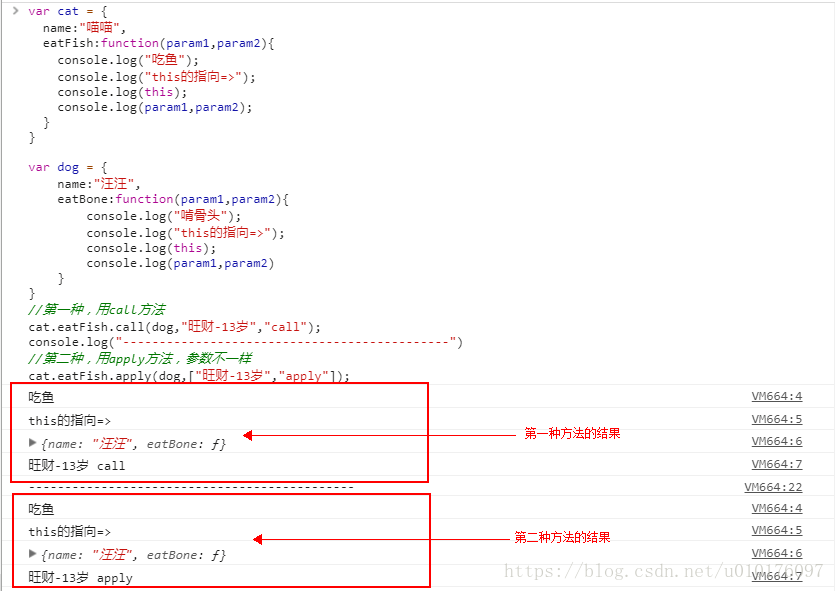 var cat = {
name:"喵喵",
eatFish:function(param1,param2){
console.log("吃鱼");
console.log("this的指向=>");
console.log(this);
console.log(param1,param2);
}
}
var dog = {
name:"汪汪",
eatBone:function(param1,param2){
console.log("啃骨头");
console.log("this的指向=>");
console.log(this);
console.log(param1,param2)
}
}
//第一种，用call方法
cat.eatFish.call(dog,"旺财-13岁","call");
console.log("---------------------------------------------")
//第二种，用apply方法，参数不一样
cat.eatFish.apply(dog,["旺财-13岁","apply"]);
吃鱼 VM664:4
this的指向=> VM664:5
{name: "汪汪", eatBone: ƒ} 第一种方法的结果 VM664:6
旺财-13岁 call VM664:7
--------------------------------------------- VM664:22
吃鱼 VM664:4
this的指向=> VM664:5
{name: "汪汪", eatBone: ƒ} 第二种方法的结果 VM664:6
旺财-13岁 apply VM664:7
https://blog.csdn.net/u010176097